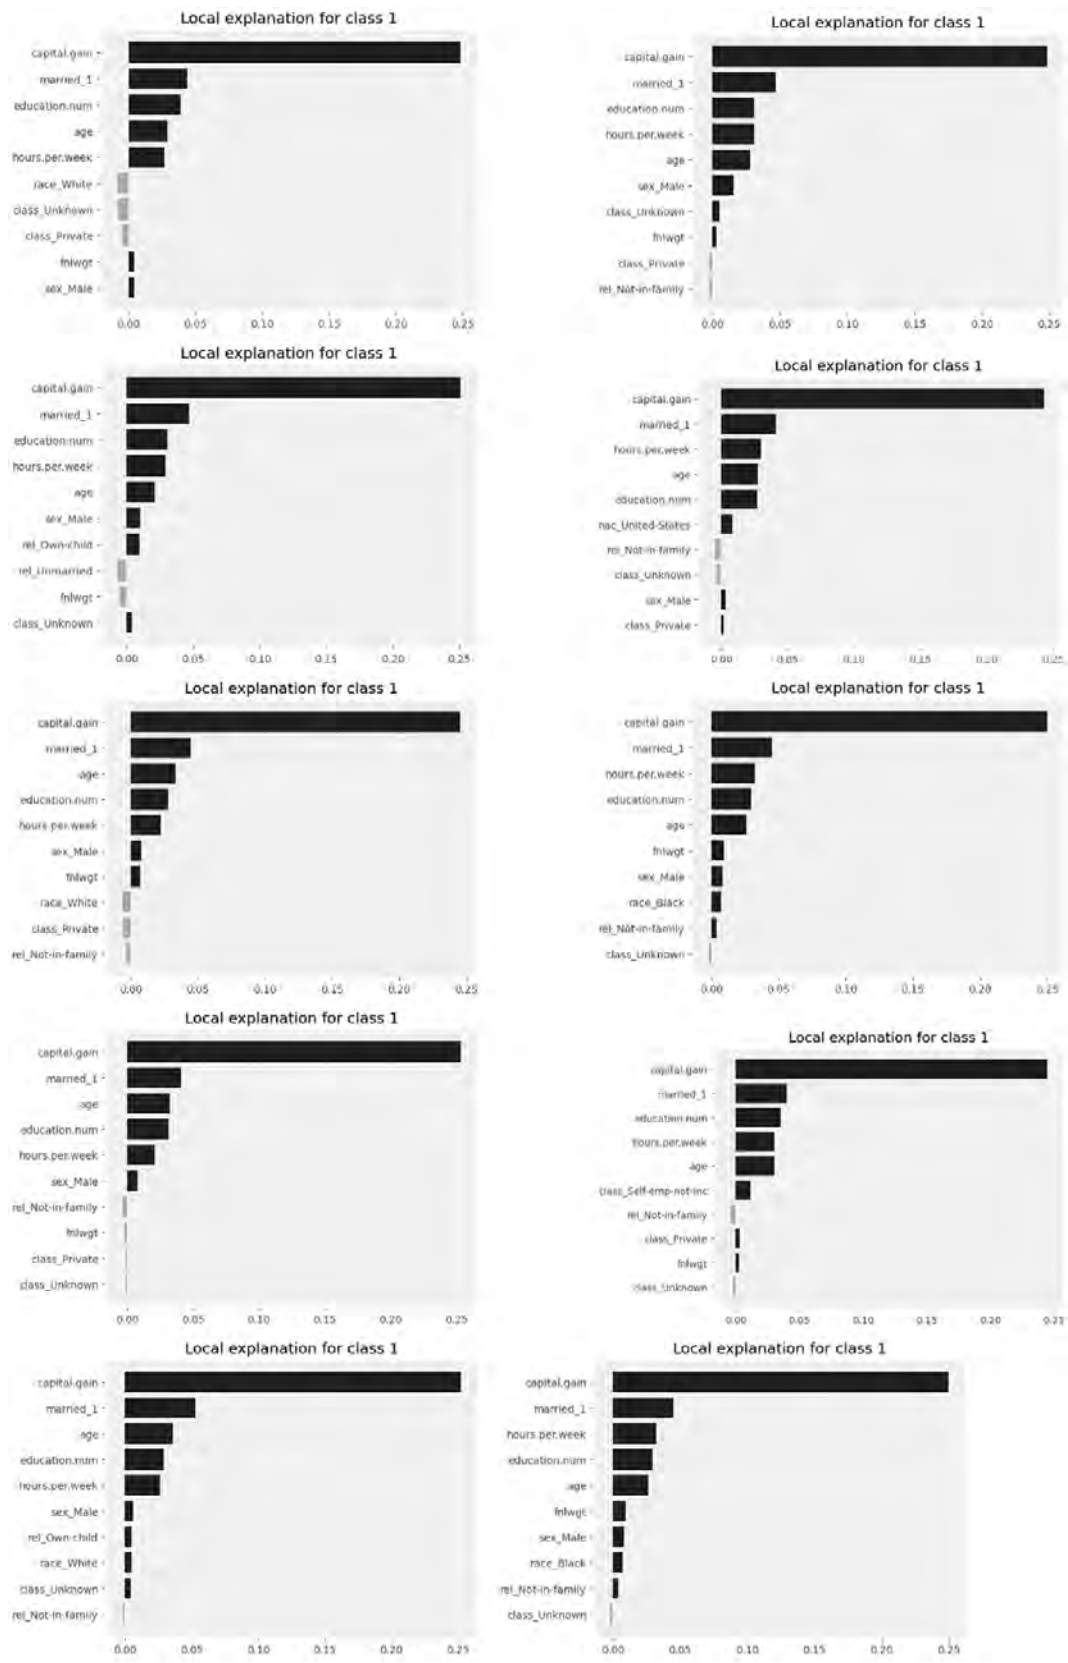 Local explanation for class 1
capital.gain
married_1
education.num
age
hours.per.week
race_White
class_Unknown
class_Private
fnlwgt
sex_Male
0.00 0.05 0.10 0.15 0.20 0.25
Local explanation for class 1
capital.gain
married_1
education.num
hours.per.week
age
sex_Male
class_Unknown
fnlwgt
class_Private
rel_Not-in-family
0.00 0.05 0.10 0.15 0.20 0.25
Local explanation for class 1
capital.gain
married_1
education.num
hours.per.week
age
sex_Male
rel_Own-child
rel_Unmarried
fnlwgt
class_Unknown
0.00 0.05 0.10 0.15 0.20 0.25
Local explanation for class 1
capital.gain
married_1
hours.per.week
age
education.num
nac_United-States
rel_Not-in-family
class_Unknown
sex_Male
class_Private
0.00 0.05 0.10 0.15 0.20 0.25
Local explanation for class 1
capital.gain
married_1
age
education.num
hours.per.week
sex_Male
fnlwgt
race_White
class_Private
rel_Not-in-family
0.00 0.05 0.10 0.15 0.20 0.25
Local explanation for class 1
capital.gain
married_1
hours.per.week
education.num
age
fnlwgt
sex_Male
race_Black
rel_Not-in-family
class_Unknown
0.00 0.05 0.10 0.15 0.20 0.25
Local explanation for class 1
capital.gain
married_1
age
education.num
hours.per.week
sex_Male
rel_Not-in-family
fnlwgt
class_Private
class_Unknown
0.00 0.05 0.10 0.15 0.20 0.25
Local explanation for class 1
capital.gain
married_1
education.num
hours.per.week
age
class_Self-emp-not-inc
rel_Not-in-family
class_Private
fnlwgt
class_Unknown
0.00 0.05 0.10 0.15 0.20 0.25
Local explanation for class 1
capital.gain
married_1
age
education.num
hours.per.week
sex_Male
rel_Own-child
race_White
class_Unknown
rel_Not-in-family
0.00 0.05 0.10 0.15 0.20 0.25
Local explanation for class 1
capital.gain
married_1
hours.per.week
education.num
age
fnlwgt
sex_Male
race_Black
rel_Not-in-family
class_Unknown
0.00 0.05 0.10 0.15 0.20 0.25